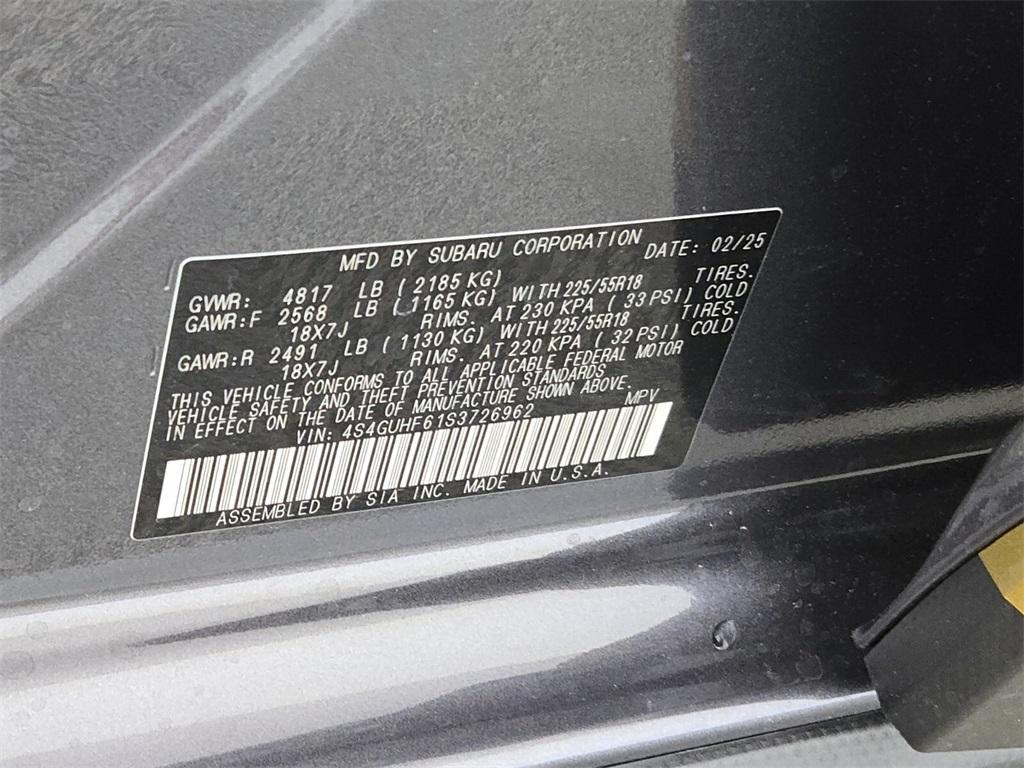 MFD BY SUBARU CORPORATION DATE: 02/25
GVWR: 4817 LB ( 2185 KG)
GAWR:F 2568 LB ( 1165 KG) WITH 225/55R18 TIRES.
18X7J RIMS. AT 230 KPA ( 33 PSI) COLD
GAWR:R 2491 LB ( 1130 KG) WITH 225/55R18 TIRES.
18X7J RIMS. AT 220 KPA ( 32 PSI) COLD
THIS VEHICLE CONFORMS TO ALL APPLICABLE FEDERAL MOTOR
VEHICLE SAFETY AND THEFT PREVENTION STANDARDS
IN EFFECT ON THE DATE OF MANUFACTURE SHOWN ABOVE.
VIN: 4S4GUHF61S3726962 MPV
ASSEMBLED BY SIA INC. MADE IN U.S.A.